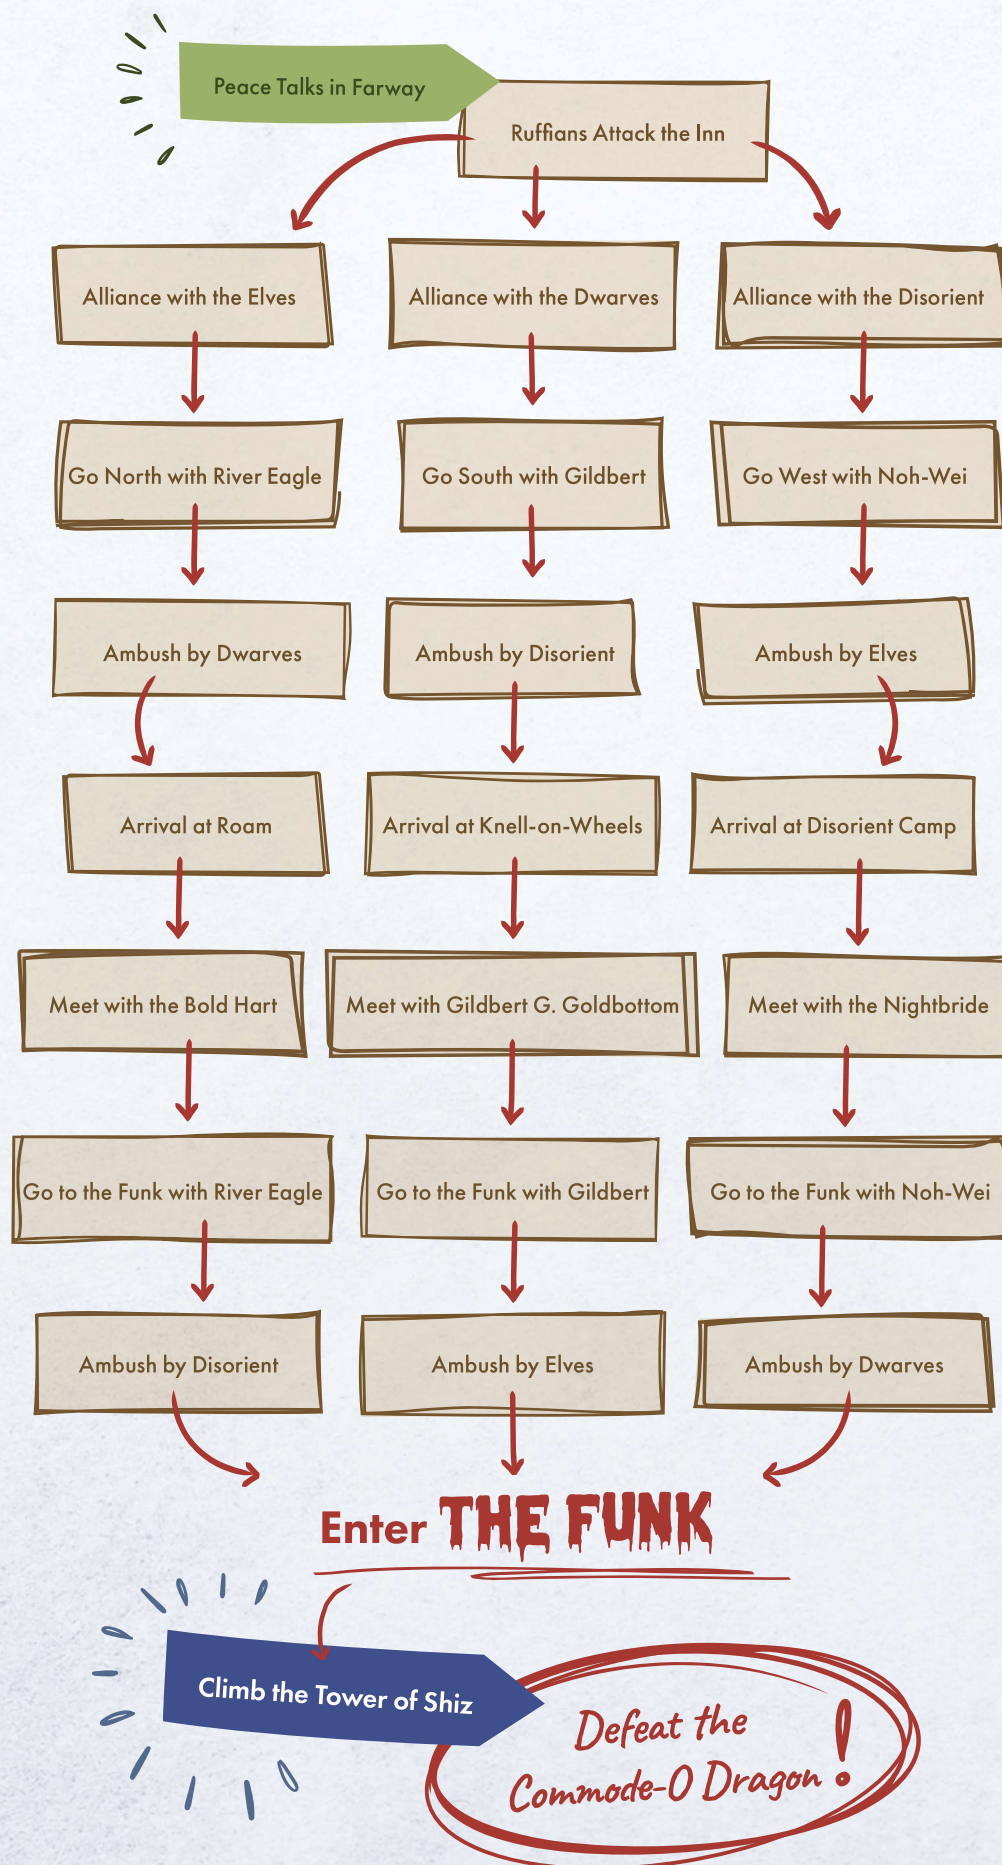 Peace Talks in Farway
Ruffians Attack the Inn
Alliance with the Elves
Alliance with the Dwarves
Alliance with the Disorient
Go North with River Eagle
Go South with Gildbert
Go West with Noh-Wei
Ambush by Dwarves
Ambush by Disorient
Ambush by Elves
Arrival at Roam
Arrival at Knell-on-Wheels
Arrival at Disorient Camp
Meet with the Bold Hart
Meet with Gildbert G. Goldbottom
Meet with the Nightbride
Go to the Funk with River Eagle
Go to the Funk with Gildbert
Go to the Funk with Noh-Wei
Ambush by Disorient
Ambush by Elves
Ambush by Dwarves
Enter THE FUNK
Climb the Tower of Shiz
Defeat the
Commode-O Dragon!